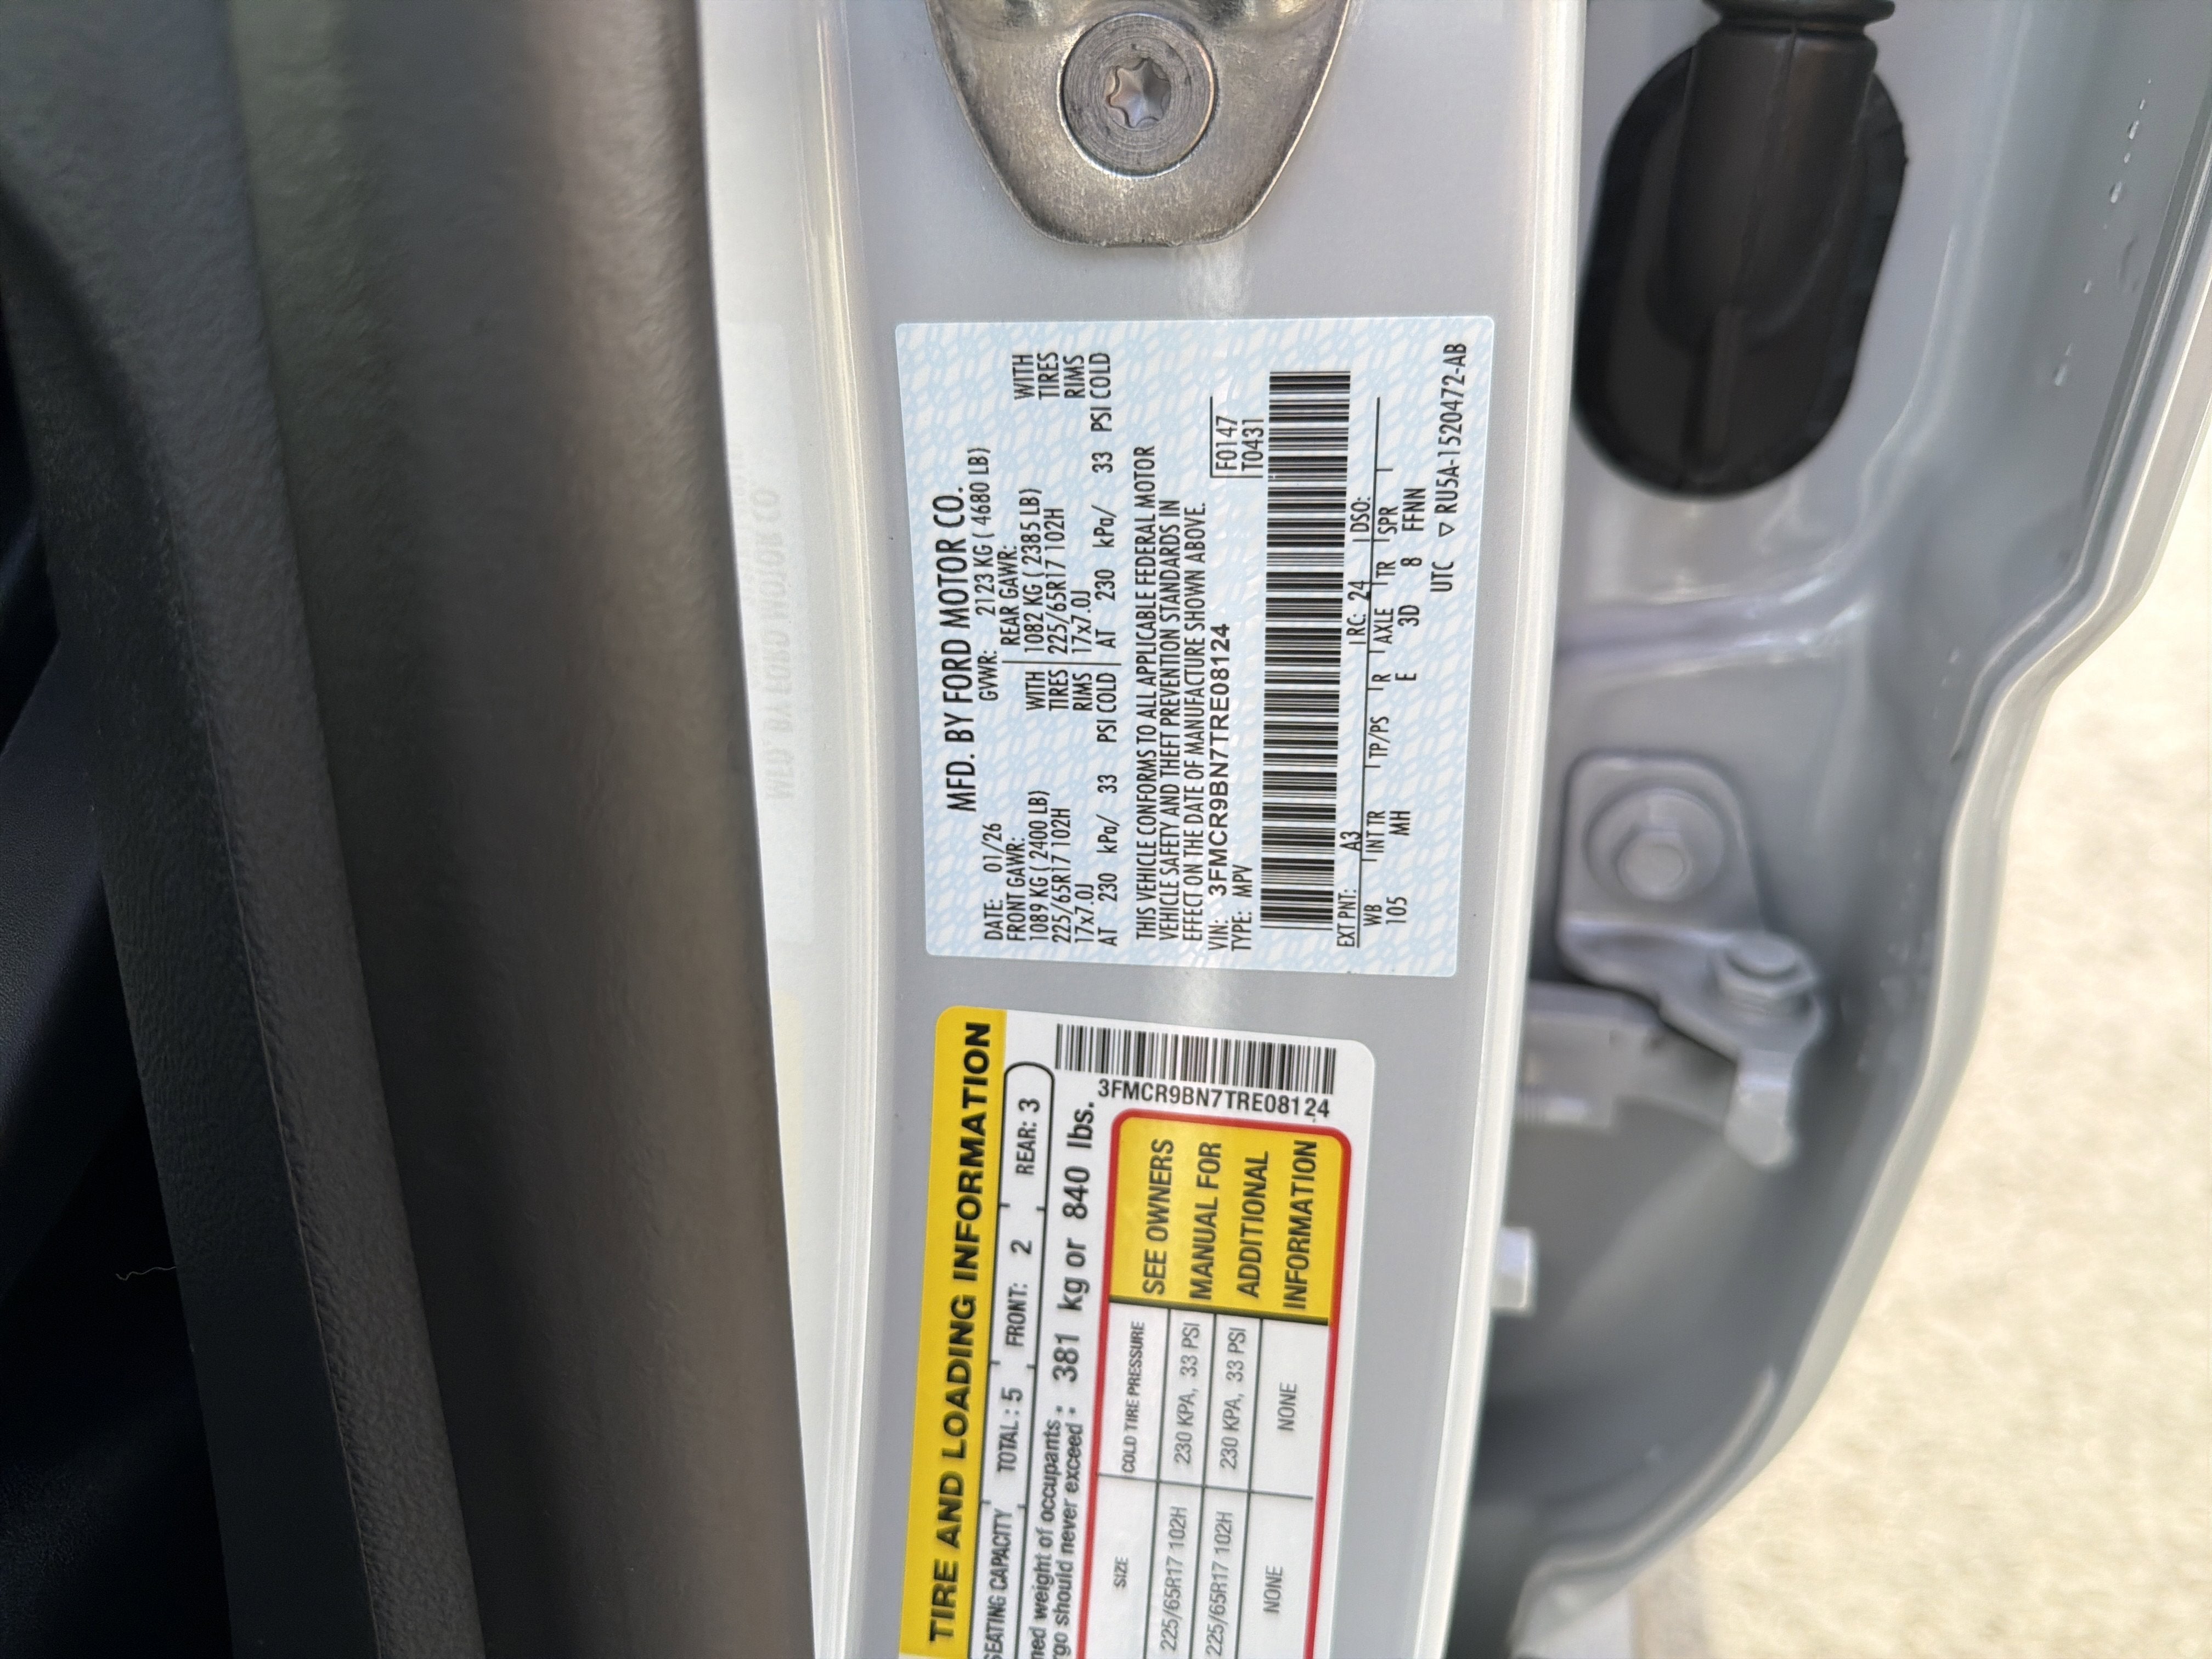 MFD. BY FORD MOTOR CO.
DATE: 01/26 GVWR: 2123 KG ( 4680 LB)
FRONT GAWR: REAR GAWR:
1089 KG ( 2400 LB) WITH 1082 KG ( 2385 LB) WITH
225/65R17 102H TIRES 225/65R17 102H TIRES
17x7.0J RIMS 17x7.0J RIMS
AT 230 kPa/ 33 PSI COLD AT 230 kPa/ 33 PSI COLD
THIS VEHICLE CONFORMS TO ALL APPLICABLE FEDERAL MOTOR
VEHICLE SAFETY AND THEFT PREVENTION STANDARDS IN
EFFECT ON THE DATE OF MANUFACTURE SHOWN ABOVE.
VIN: 3FMCR9BN7TRE08124 F0147
TYPE: MPV T0431
EXT PNT: A3 RC: 24 DSO:
WB INT TR TP/PS R AXLE TR SPR
105 MH E 3D 8 FFNN
UTC ▽ RU5A-1520472-AB
TIRE AND LOADING INFORMATION
SEATING CAPACITY TOTAL : 5 FRONT: 2 REAR: 3
weight of occupants
should never exceed 381 kg or 840 lbs.
3FMCR9BN7TRE08124
SIZE COLD TIRE PRESSURE
225/65R17 102H 230 KPA, 33 PSI
225/65R17 102H 230 KPA, 33 PSI
NONE NONE
SEE OWNERS
MANUAL FOR
ADDITIONAL
INFORMATION